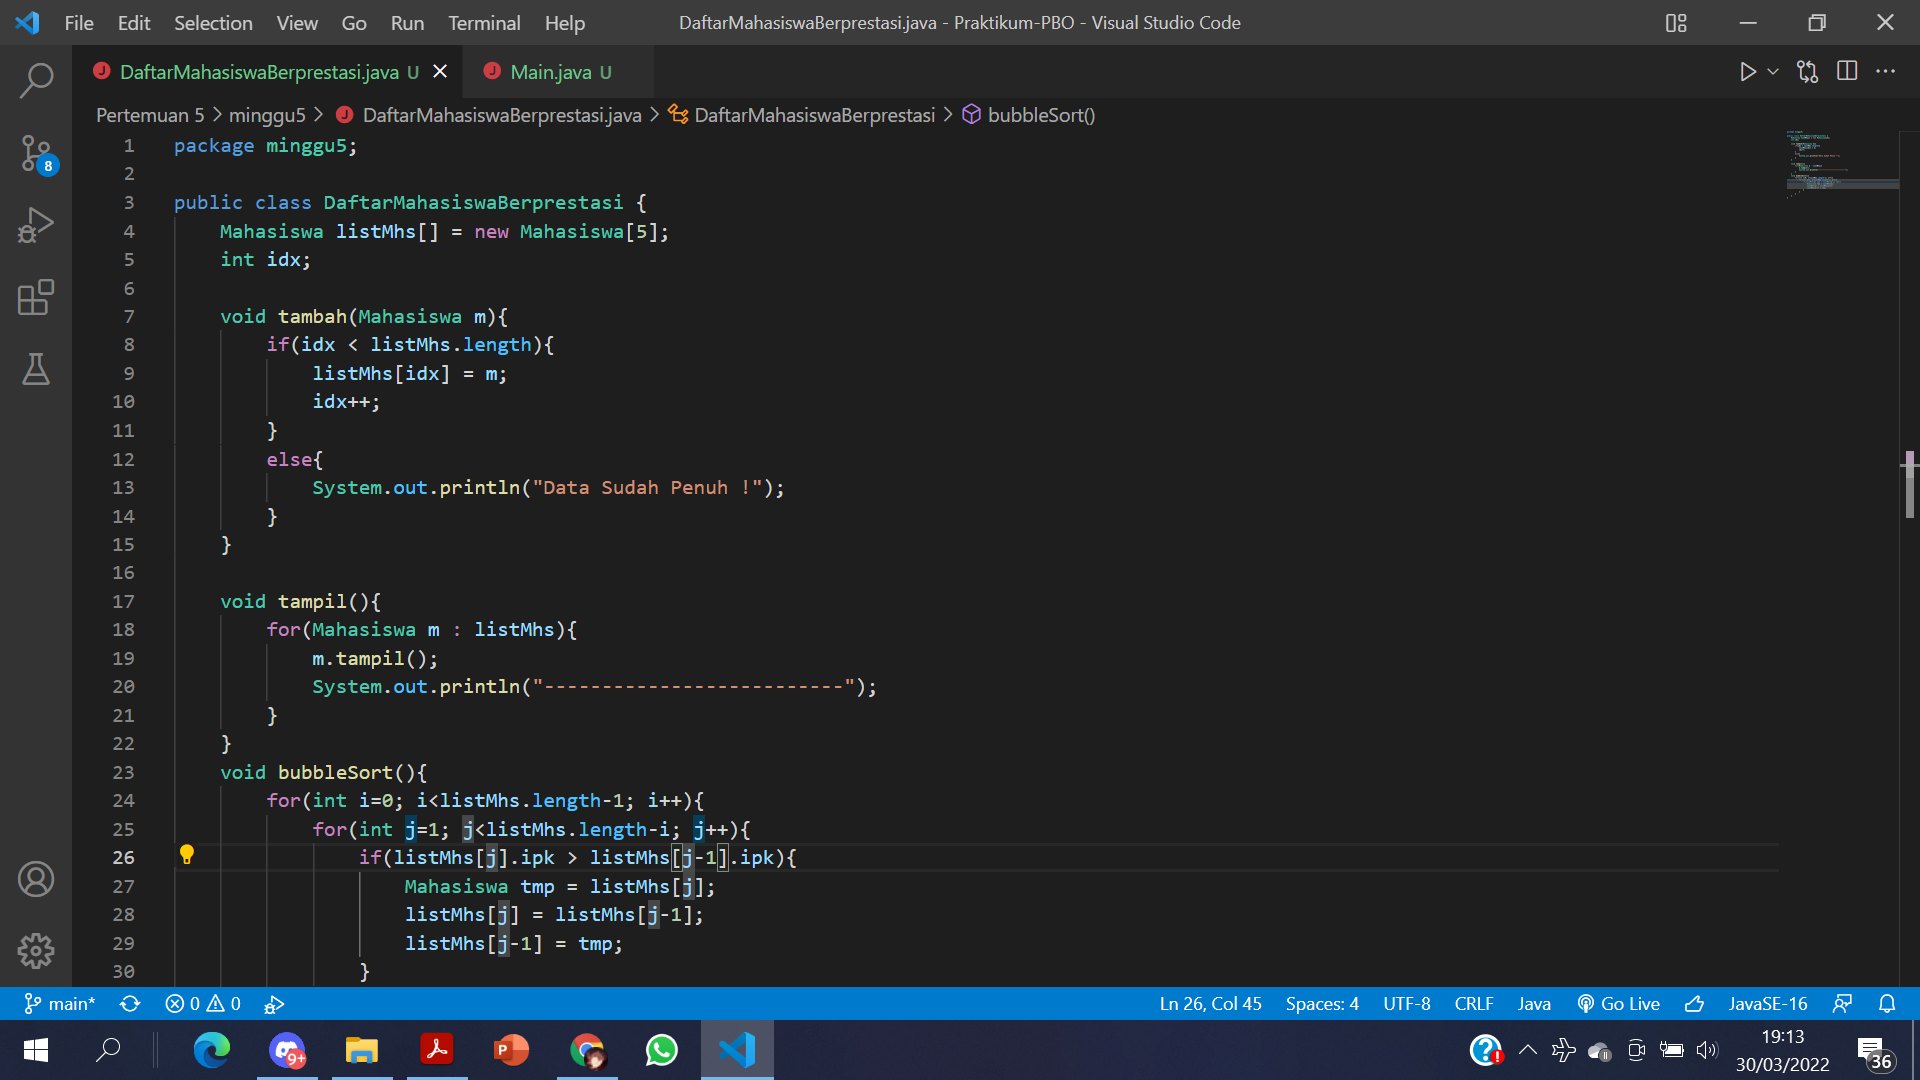 File Edit Selection View Go Run Terminal Help DaftarMahasiswaBerprestasi.java - Praktikum-PBO - Visual Studio Code
DaftarMahasiswaBerprestasi.java U Main.java U
Pertemuan 5 > minggu5 > DaftarMahasiswaBerprestasi.java > DaftarMahasiswaBerprestasi > bubbleSort()
1 package minggu5;
2
3 public class DaftarMahasiswaBerprestasi {
4 Mahasiswa listMhs[] = new Mahasiswa[5];
5 int idx;
6
7 void tambah(Mahasiswa m){
8 if(idx < listMhs.length){
9 listMhs[idx] = m;
10 idx++;
11 }
12 else{
13 System.out.println("Data Sudah Penuh !");
14 }
15 }
16
17 void tampil(){
18 for(Mahasiswa m : listMhs){
19 m.tampil();
20 System.out.println("--------------------------");
21 }
22 }
23 void bubbleSort(){
24 for(int i=0; i<listMhs.length-1; i++){
25 for(int j=1; j<listMhs.length-i; j++){
26 if(listMhs[j].ipk > listMhs[j-1].ipk){
27 Mahasiswa tmp = listMhs[j];
28 listMhs[j] = listMhs[j-1];
29 listMhs[j-1] = tmp;
30 }
8
main* 0 0 Ln 26, Col 45 Spaces: 4 UTF-8 CRLF Java Go Live JavaSE-16
9+
19:13
30/03/2022
36